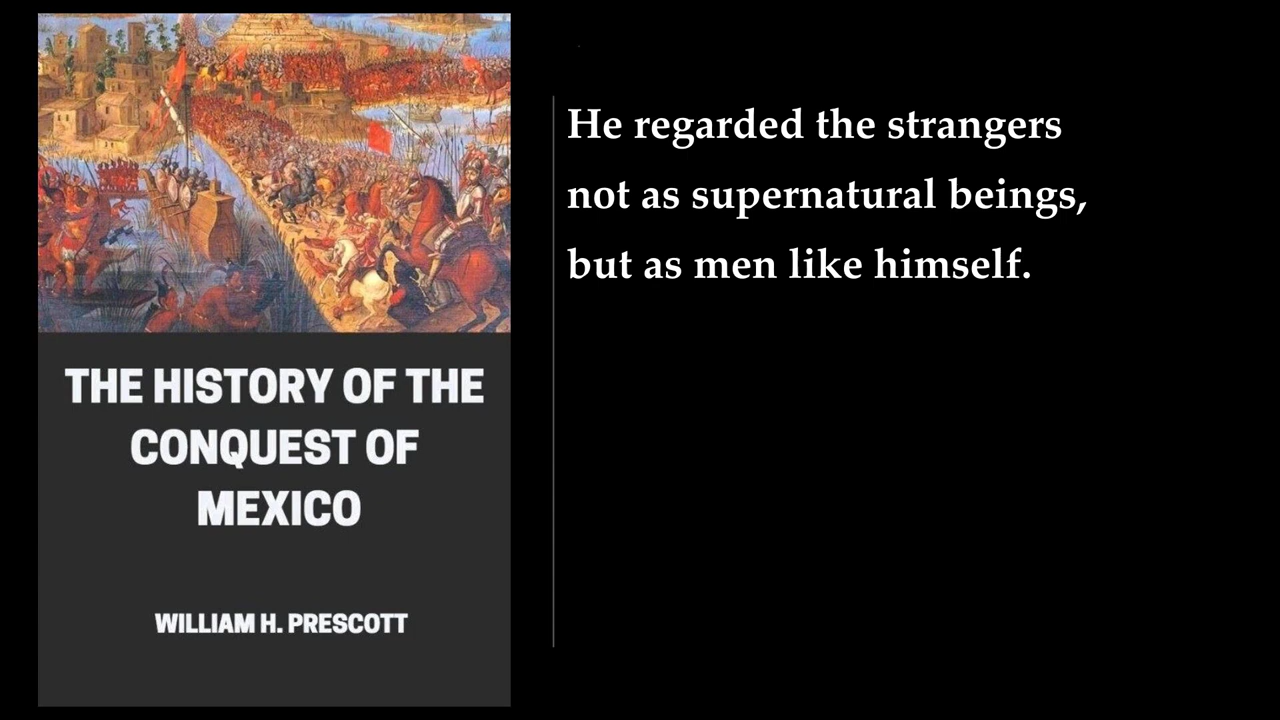 THE HISTORY OF THE
CONQUEST OF
MEXICO
WILLIAM H. PRESCOTT
He regarded the strangers
not as supernatural beings,
but as men like himself.